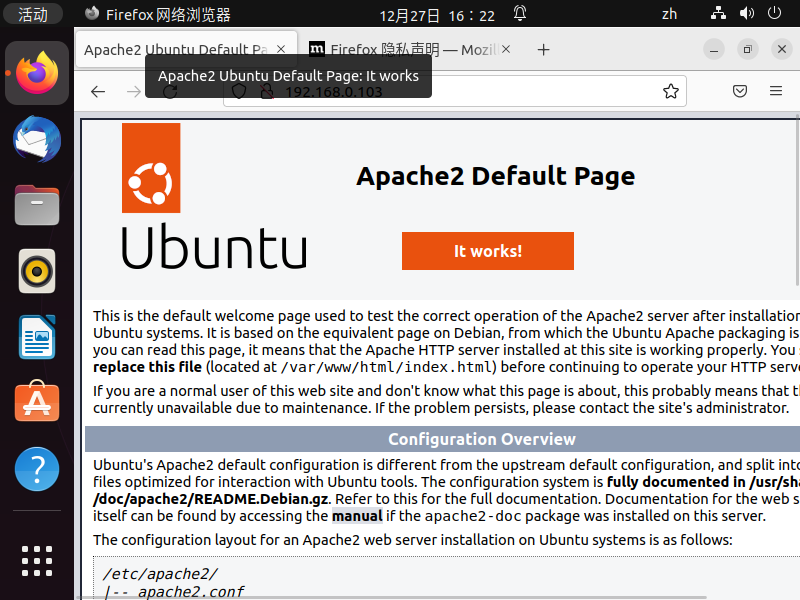 活动
Firefox 网络浏览器
12月27日 16：22
zh
Apache2 Ubuntu Default Pa
Firefox 隐私声明 — Mozil
Apache2 Ubuntu Default Page: It works
192.168.0.103
Apache2 Default Page
Ubuntu
It works!
This is the default welcome page used to test the correct operation of the Apache2 server after installation
Ubuntu systems. It is based on the equivalent page on Debian, from which the Ubuntu Apache packaging is
you can read this page, it means that the Apache HTTP server installed at this site is working properly. You
replace this file (located at /var/www/html/index.html) before continuing to operate your HTTP serve
If you are a normal user of this web site and don't know what this page is about, this probably means that t
currently unavailable due to maintenance. If the problem persists, please contact the site's administrator.
Configuration Overview
Ubuntu's Apache2 default configuration is different from the upstream default configuration, and split into
files optimized for interaction with Ubuntu tools. The configuration system is fully documented in /usr/sha
/doc/apache2/README.Debian.gz. Refer to this for the full documentation. Documentation for the web s
itself can be found by accessing the manual if the apache2-doc package was installed on this server.
The configuration layout for an Apache2 web server installation on Ubuntu systems is as follows:
/etc/apache2/
|-- apache2.conf